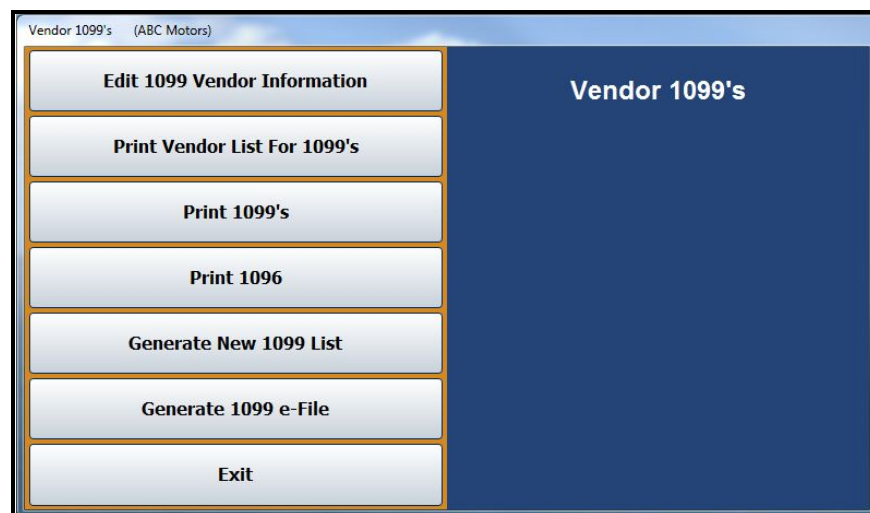 Vendor 1099's (ABC Motors)
Edit 1099 Vendor Information
Vendor 1099's
Print Vendor List For 1099's
Print 1099's
Print 1096
Generate New 1099 List
Generate 1099 e-File
Exit